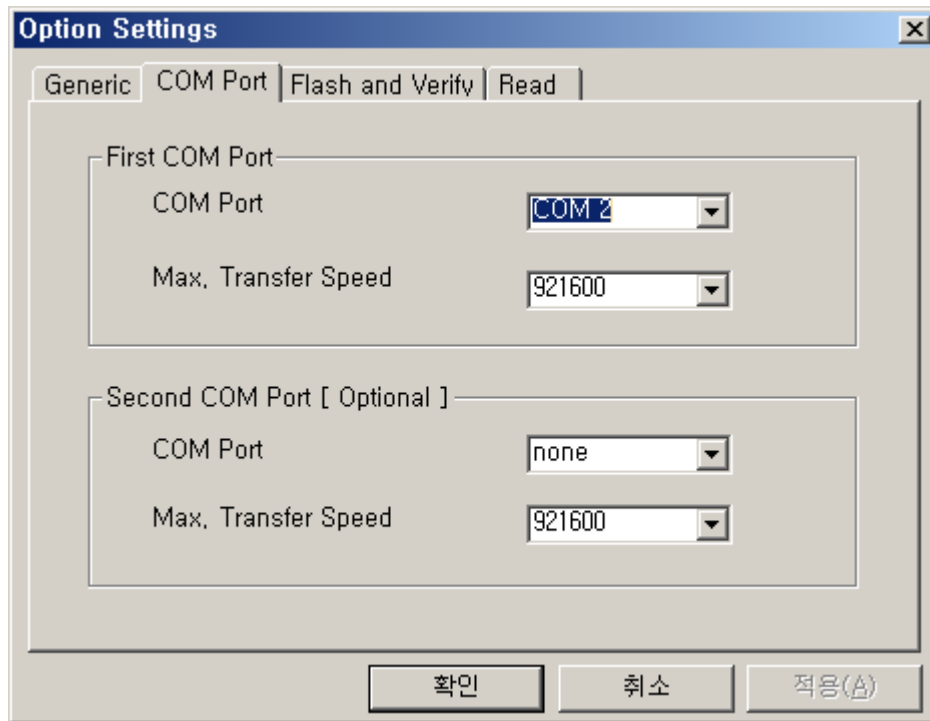 Option Settings
Generic COM Port Flash and Verify Read
First COM Port
COM Port COM 2
Max, Transfer Speed 921600
Second COM Port [ Optional ]
COM Port none
Max, Transfer Speed 921600
확인 취소 적용(A)